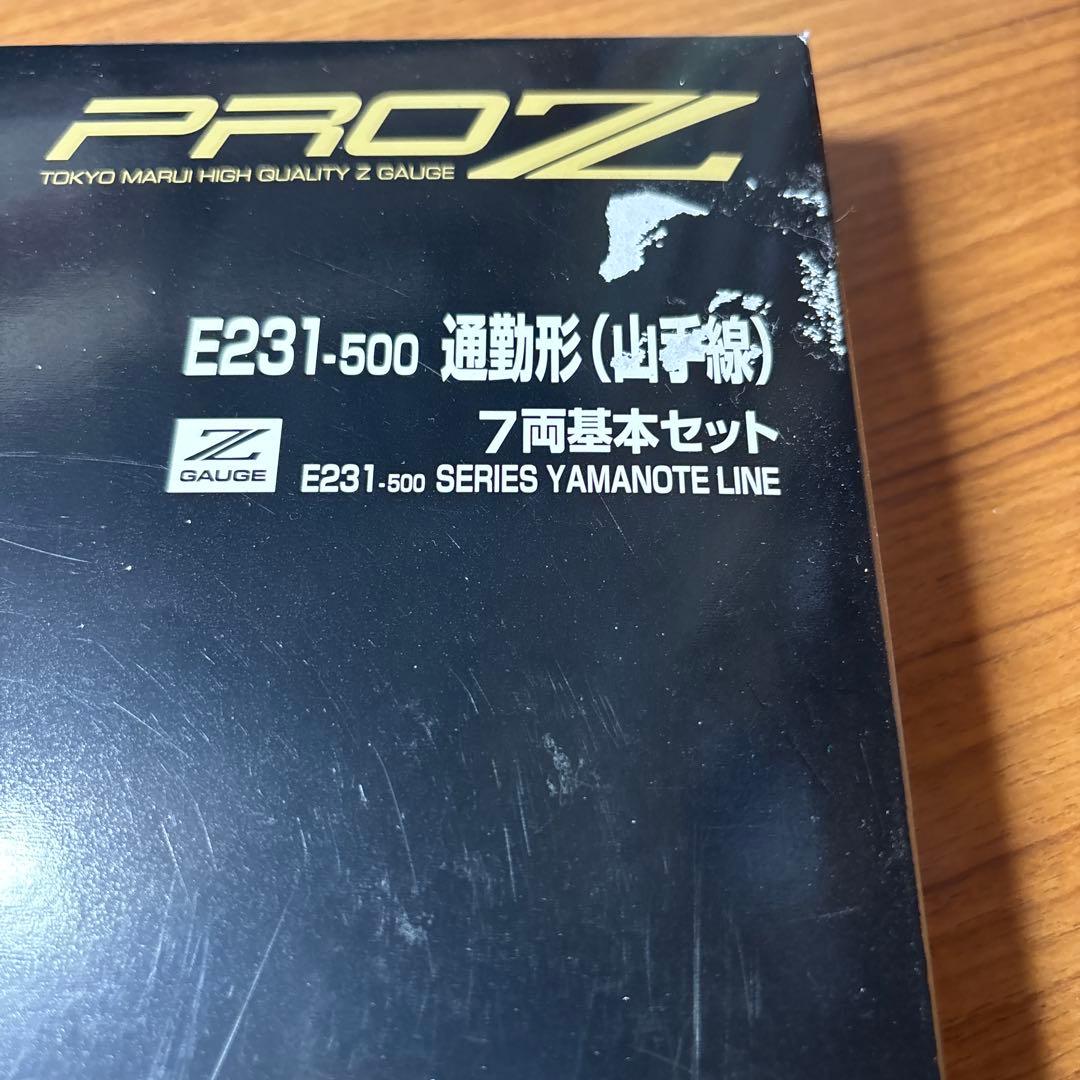 PROZ
TOKYO MARUI HIGH QUALITY Z GAUGE
E231-500 通勤形(山手線)
7両基本セット
Z
GAUGE
E231-500 SERIES YAMANOTE LINE